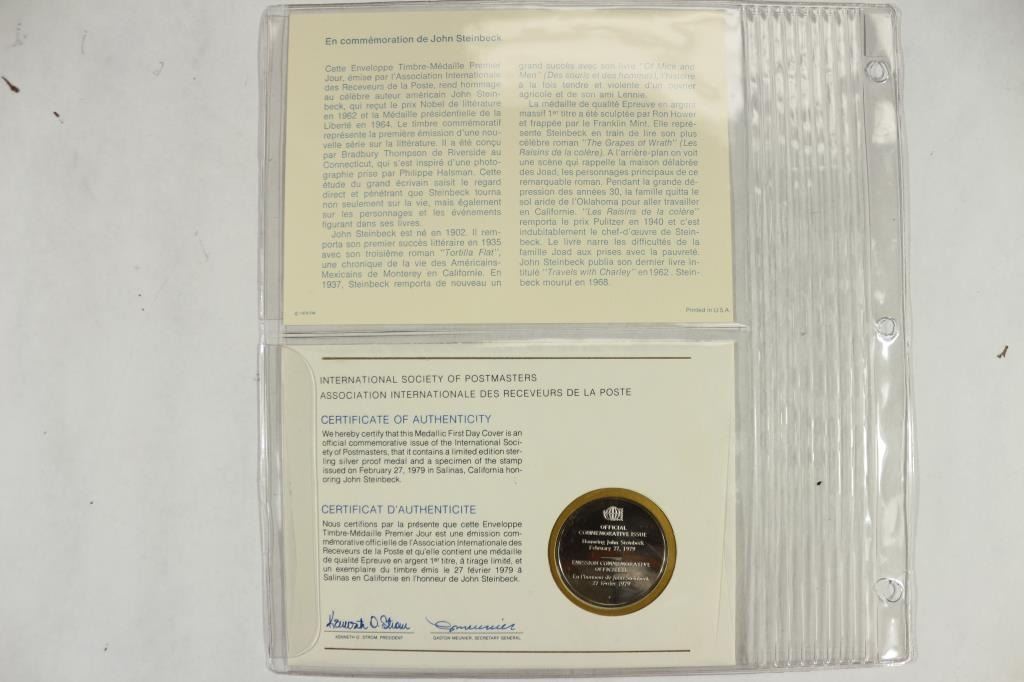 En commémoration de John Steinbeck
Cette Enveloppe Timbre-Médaille Premier
Jour, émise par l'Association Internationale
des Receveurs de la Poste, rend hommage
au célèbre auteur américain John Stein-
beck, qui reçut le prix Nobel de littérature
en 1962 et la Médaille présidentielle de la
Liberté en 1964. Le timbre commémoratif
représente la première émission d'une nou-
velle série sur la littérature. Il a été conçu
par Bradbury Thompson de Riverside au
Connecticut, qui s'est inspiré d'une photo-
graphie prise par Philippe Halsman. Cette
étude du grand écrivain saisit le regard
direct et pénétrant que Steinbeck tourna
non seulement sur la vie, mais également
sur les personnages et les événements
figurant dans ses livres.
John Steinbeck est né en 1902. Il rem-
porta son premier succès littéraire en 1935
avec son troisième roman "Tortilla Flat",
une chronique de la vie des Américains-
Mexicains de Monterey en Californie. En
1937, Steinbeck remporta de nouveau un
grand succès avec son livre "Of Mice and
Men" (Des souris et des hommes), l'histoire
à la fois tendre et violente d'un ouvrier
agricole et de son ami Lennie.
La médaille de qualité Epreuve en argent
massif 1er titre a été sculptée par Ron Hower
et frappée par le Franklin Mint. Elle repré-
sente Steinbeck en train de lire son plus
célèbre roman "The Grapes of Wrath" (Les
Raisins de la colère). A l'arrière-plan on voit
une scène qui rappelle la maison délabrée
des Joad, les personnages principaux de ce
remarquable roman. Pendant la grande dé-
pression des années 30, la famille quitta le
sol aride de l'Oklahoma pour aller travailler
en Californie. "Les Raisins de la colère"
remporta le prix Pulitzer en 1940 et c'est
indubitablement le chef-d'œuvre de Stein-
beck. Le livre narre les difficultés de la
famille Joad aux prises avec la pauvreté.
John Steinbeck publia son dernier livre in-
titulé "Travels with Charley" en 1962. Stein-
beck mourut en 1968.
© 1979 FM
Printed in U.S.A.
INTERNATIONAL SOCIETY OF POSTMASTERS
ASSOCIATION INTERNATIONALE DES RECEVEURS DE LA POSTE
CERTIFICATE OF AUTHENTICITY
We hereby certify that this Medallic First Day Cover is an
official commemorative issue of the International Soci-
ety of Postmasters, that it contains a limited edition ster-
ling silver proof medal and a specimen of the stamp
issued on February 27, 1979 in Salinas, California hon-
oring John Steinbeck.
CERTIFICAT D'AUTHENTICITE
Nous certifions par la présente que cette Enveloppe
Timbre-Médaille Premier Jour est une émission com-
mémorative officielle de l'Association Internationale des
Receveurs de la Poste et qu'elle contient une médaille
de qualité Epreuve en argent 1er titre, à tirage limité, et
un exemplaire du timbre émis le 27 février 1979 à
Salinas en Californie en l'honneur de John Steinbeck.
Kenneth O. Strom
KENNETH O. STROM, PRESIDENT
GMeunier
GASTON MEUNIER, SECRETARY GENERAL
OFFICIAL
COMMEMORATIVE ISSUE
Honoring John Steinbeck
February 27, 1979
EMISSION COMMEMORATIVE
OFFICIELLE
En l'honneur de John Steinbeck
27 février 1979